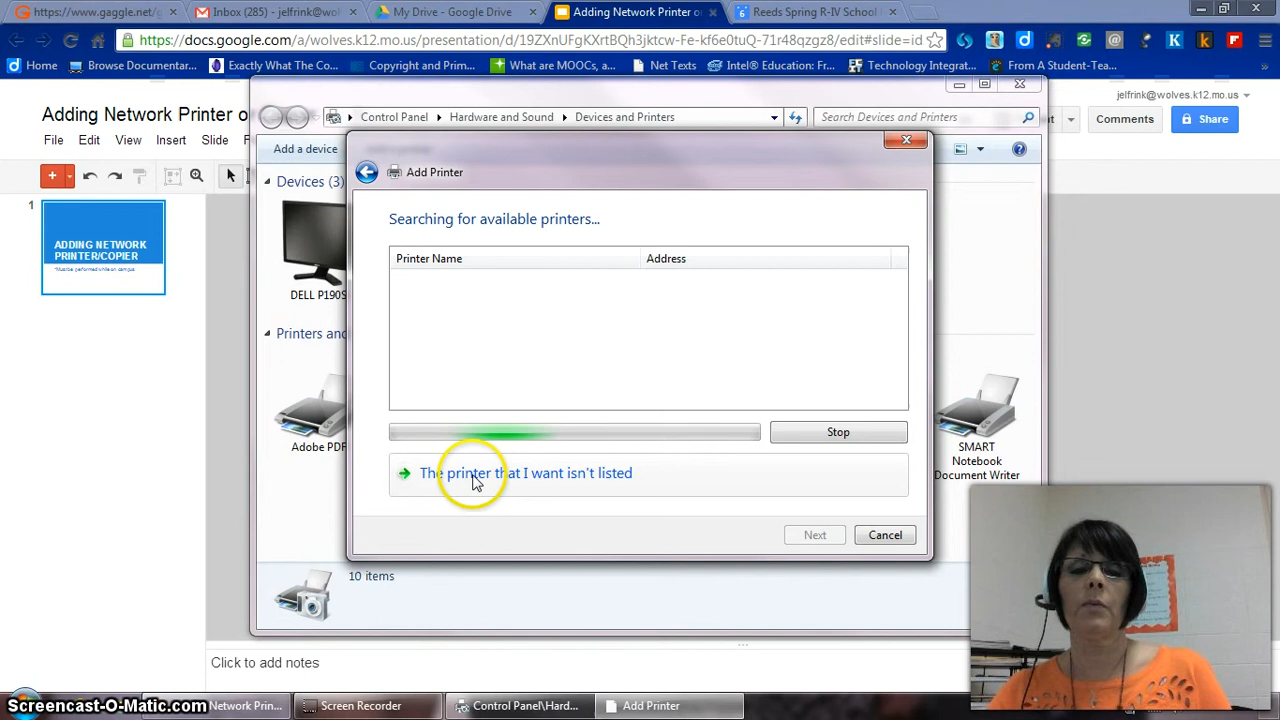 https://www.gaggle.net/
Inbox (285) - jelfrink@wol
My Drive - Google Drive
Adding Network Printer o
Reeds Spring R-IV School
https://docs.google.com/a/wolves.k12.mo.us/presentation/d/19ZXnUFgKXrtBQh3jktcw-Fe-kf6e0tuQ-71r48qzgz8/edit#slide=id
Home
Browse Documentar...
Exactly What The Co...
Copyright and Prim...
What are MOOCs, a...
Net Texts
Intel® Education: Fr...
Technology Integrat...
From A Student-Tea...
jelfrink@wolves.k12.mo.us
Adding Network Printer o
Comments
Share
File Edit View Insert Slide
Control Panel
Hardware and Sound
Devices and Printers
Search Devices and Printers
Add a device
Add Printer
Devices (3)
1
ADDING NETWORK
PRINTER/COPIER
*Must be performed while on campus
Searching for available printers...
Printer Name Address
DELL P190S
Printers and
Stop
Adobe PDF
SMART
Notebook
Document Writer
The printer that I want isn't listed
Next
Cancel
10 items
Click to add notes
Screencast-O-Matic.com
Network Prin...
Screen Recorder
Control Panel\Hard...
Add Printer